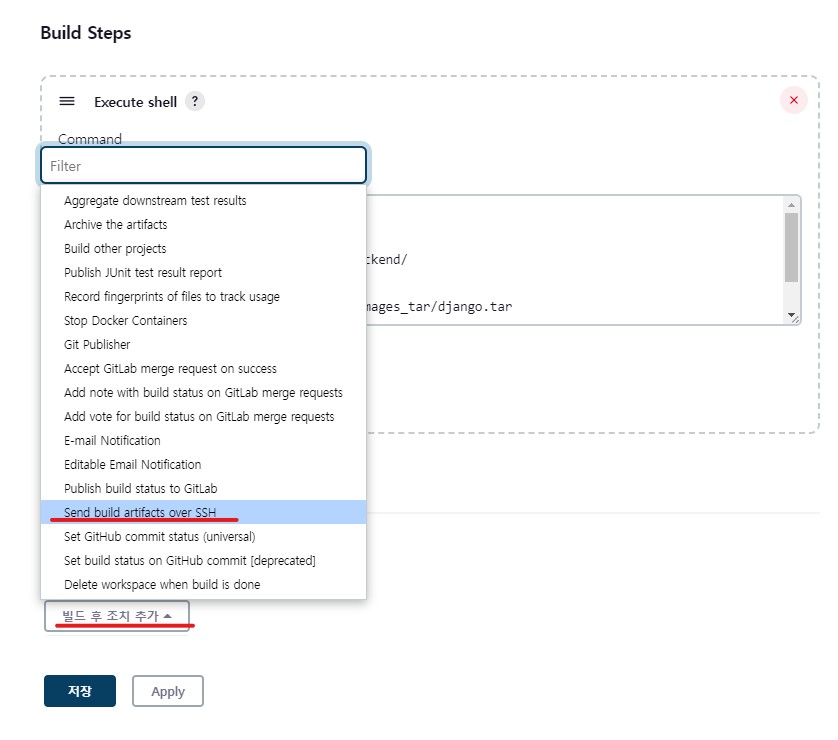 Build Steps
Execute shell ?
Command
Filter
Aggregate downstream test results
Archive the artifacts
Build other projects
ckend/
Publish JUnit test result report
Record fingerprints of files to track usage
mages_tar/django.tar
Stop Docker Containers
Git Publisher
Accept GitLab merge request on success
Add note with build status on GitLab merge requests
Add vote for build status on GitLab merge requests
E-mail Notification
Editable Email Notification
Publish build status to GitLab
Send build artifacts over SSH
Set GitHub commit status (universal)
Set build status on GitHub commit [deprecated]
Delete workspace when build is done
빌드 후 조치 추가
저장 Apply